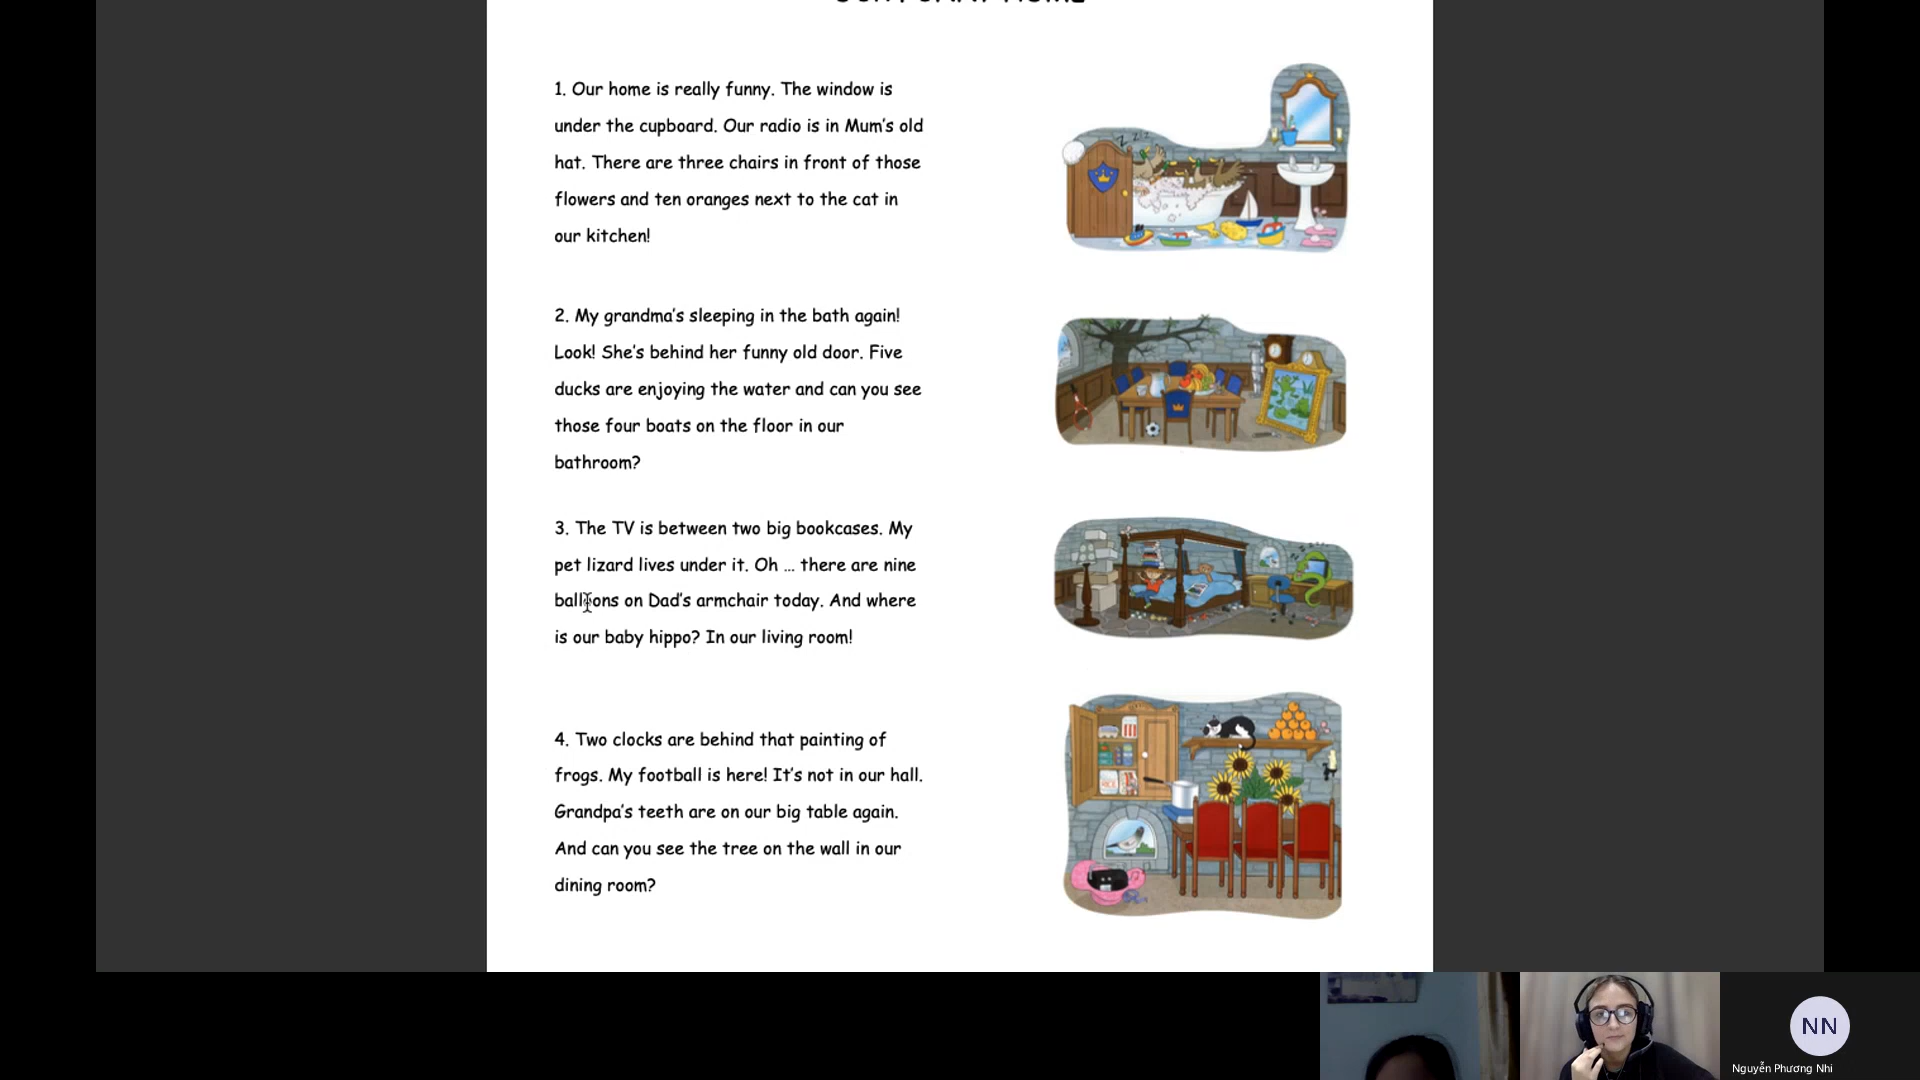 1. Our home is really funny. The window is
under the cupboard. Our radio is in Mum's old
hat. There are three chairs in front of those
flowers and ten oranges next to the cat in
our kitchen!
2. My grandma's sleeping in the bath again!
Look! She's behind her funny old door. Five
ducks are enjoying the water and can you see
those four boats on the floor in our
bathroom?
3. The TV is between two big bookcases. My
pet lizard lives under it. Oh ... there are nine
balloons on Dad's armchair today. And where
is our baby hippo? In our living room!
4. Two clocks are behind that painting of
frogs. My football is here! It's not in our hall.
Grandpa's teeth are on our big table again.
And can you see the tree on the wall in our
dining room?
NN
Nguyễn Phương Nhi